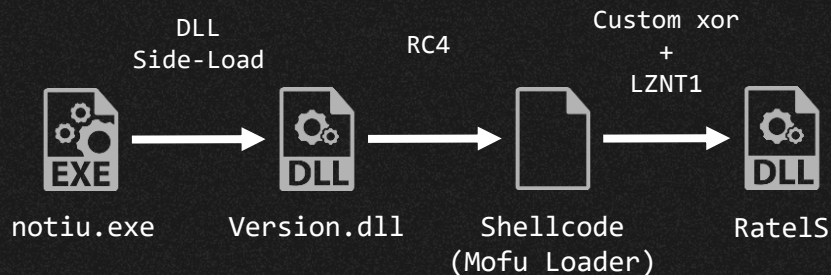 DLL
Side-Load
RC4
Custom xor
+
LZNT1
EXE
DLL
DLL
notiu.exe
Version.dll
Shellcode
(Mofu Loader)
RatelS